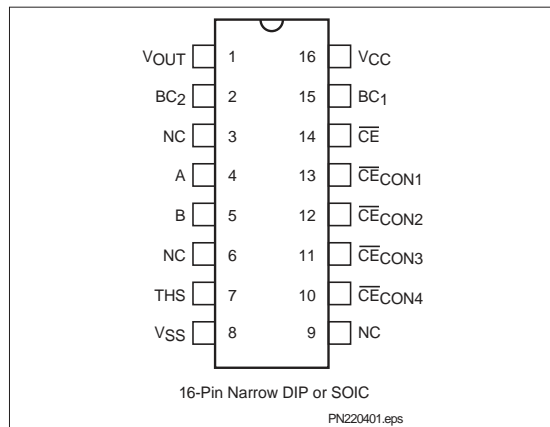 VOUT 1 16 VCC
BC2 2 15 BC1
NC 3 14 CE
A 4 13 CECON1
B 5 12 CECON2
NC 6 11 CECON3
THS 7 10 CECON4
VSS 8 9 NC
16-Pin Narrow DIP or SOIC
PN220401.eps